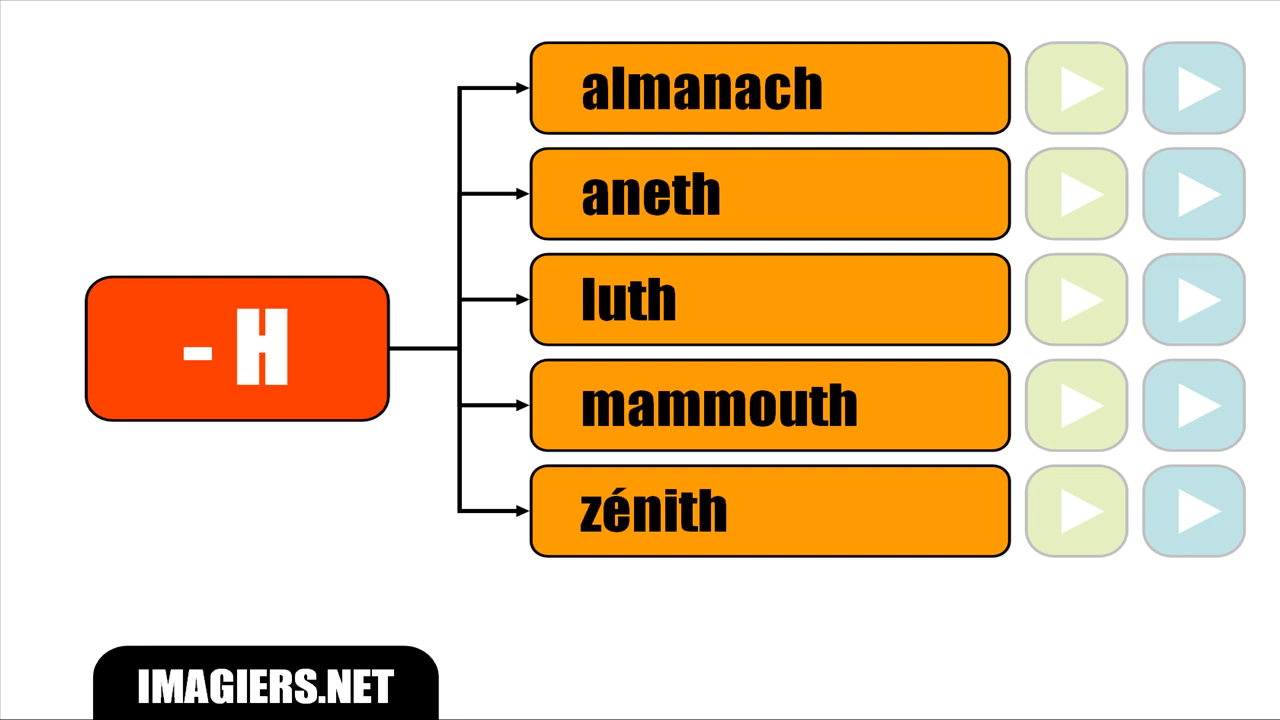 - H
almanach
aneth
luth
mammouth
zénith
IMAGIERS.NET